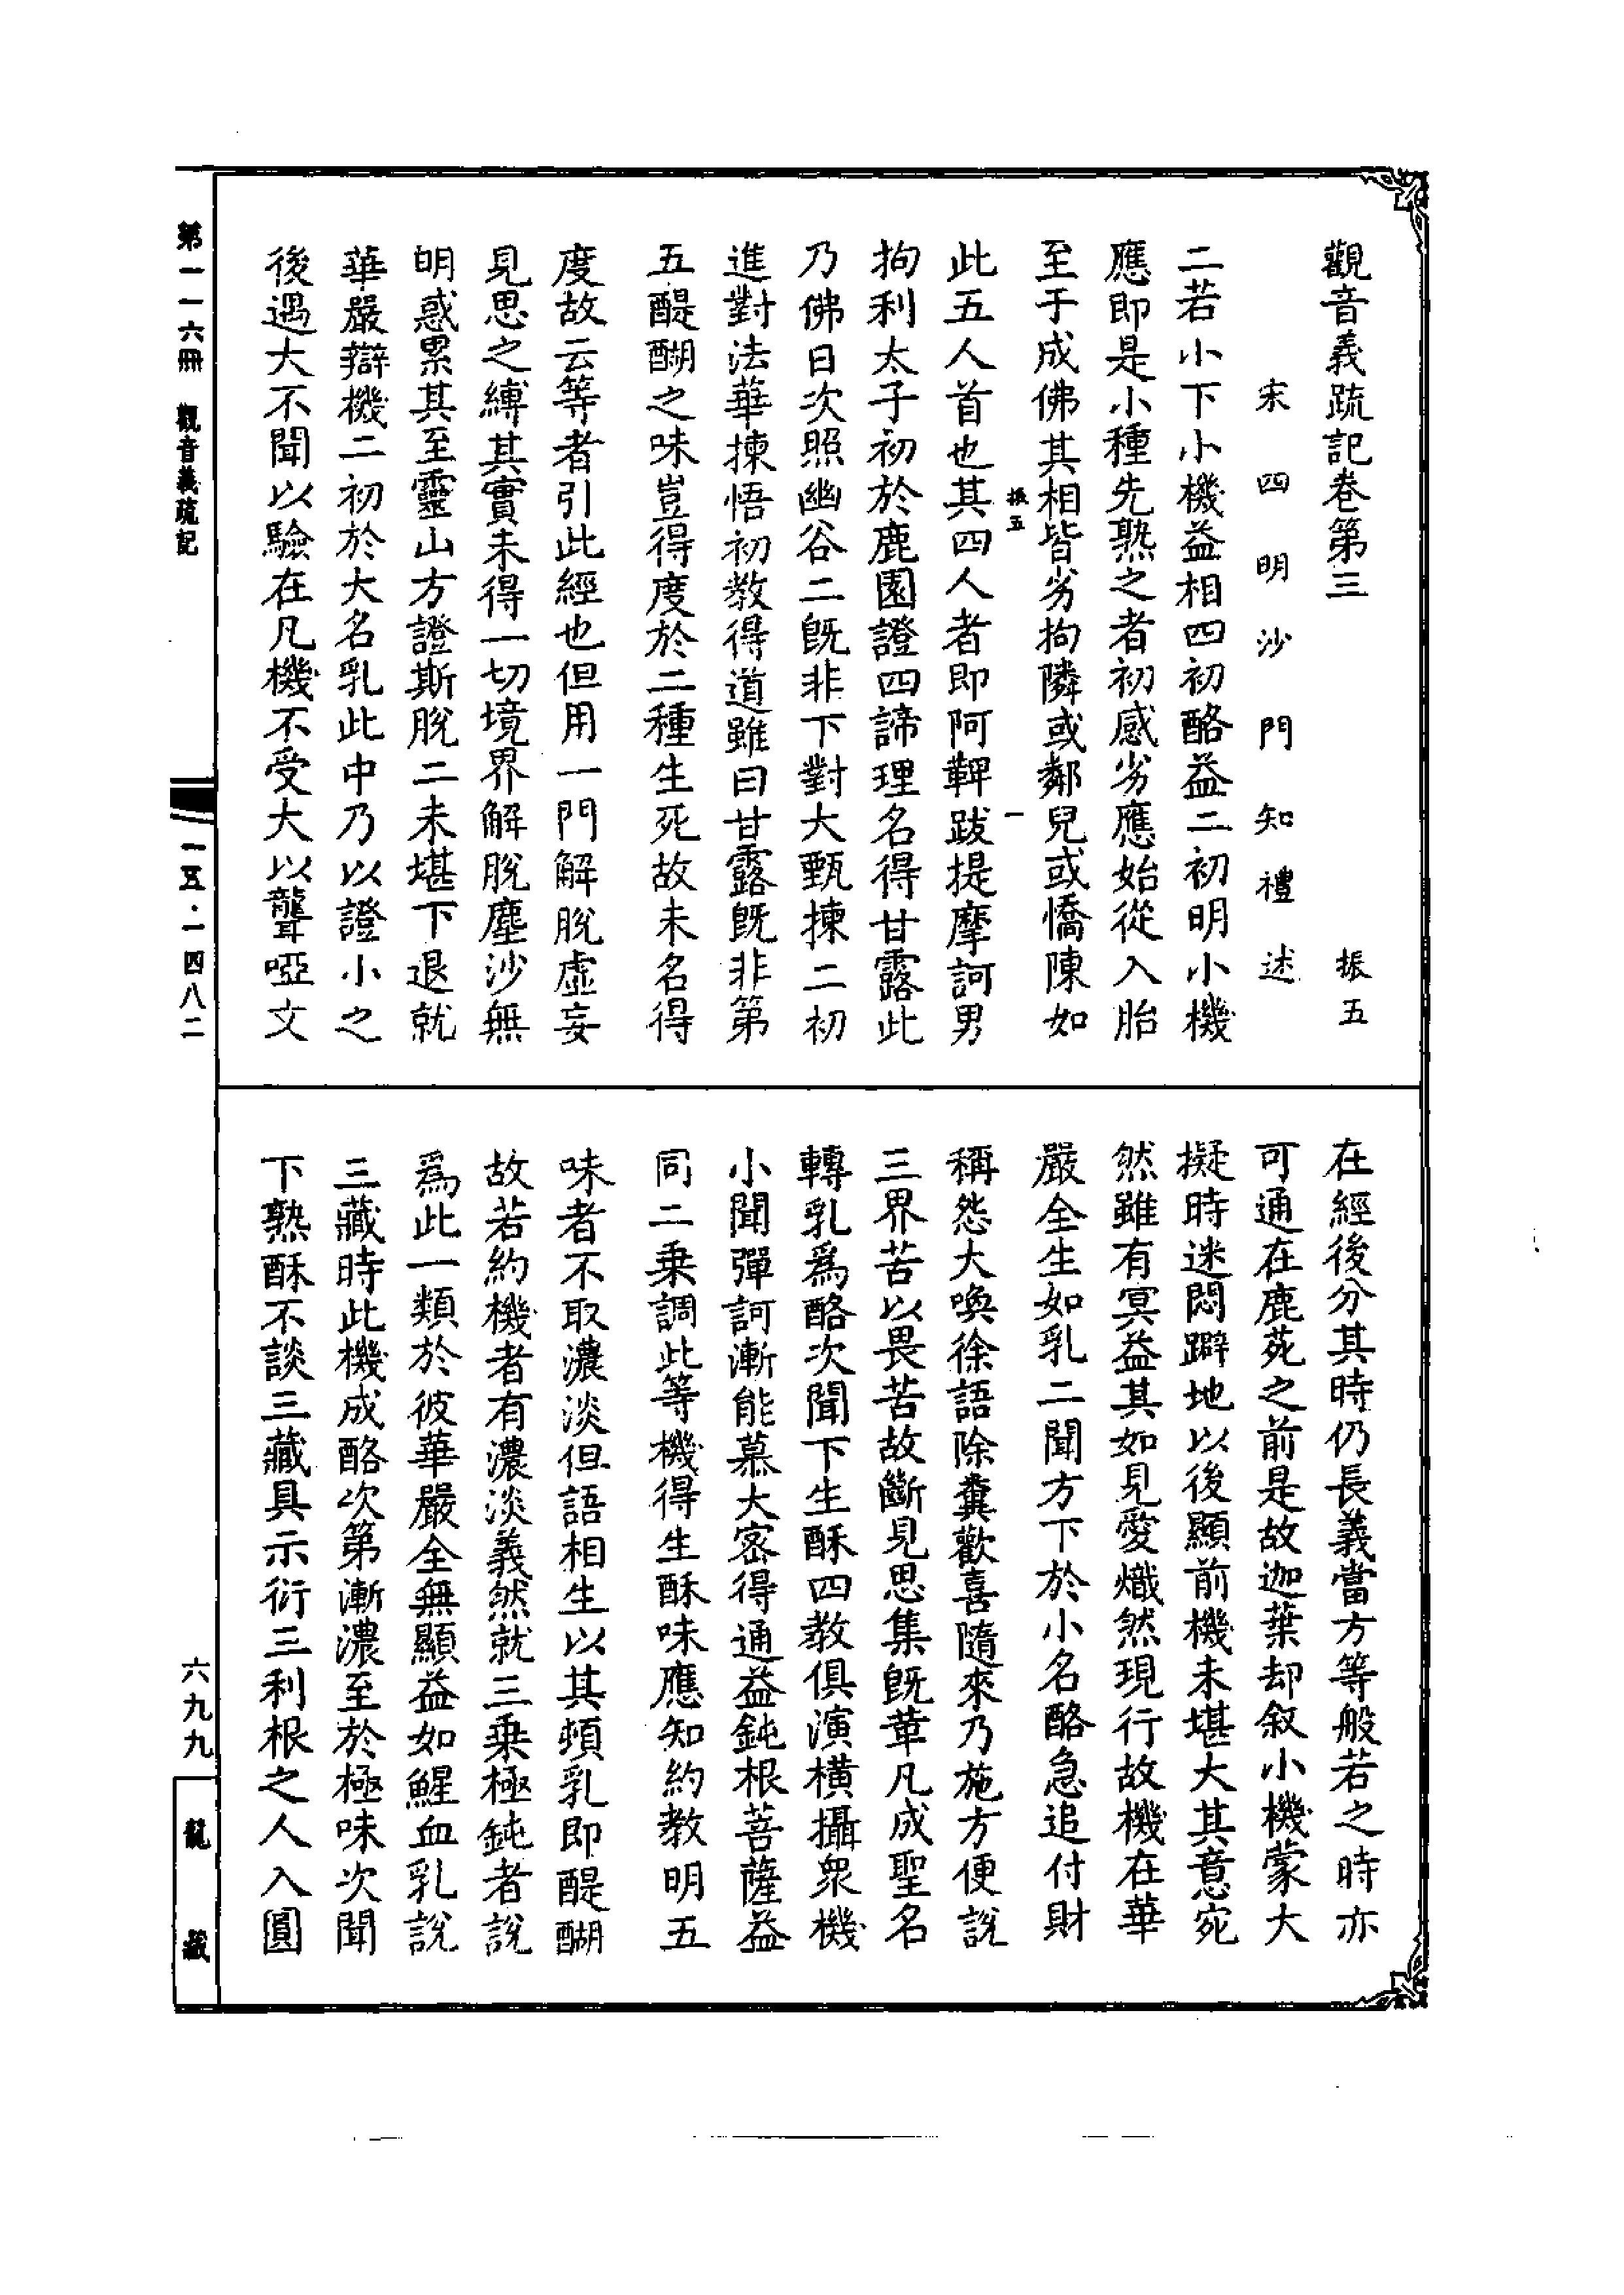 觀音義疏記卷第三
振五
宋四明沙門知禮述
二若小下小機益相四初酪益二初明小機
應即是小種先熟之者初感劣應始從入胎
至于成佛其相皆劣拘隣或鄰兒或憍陳如
振五
一
此五人首也其四人者即阿鞞跋提摩訶男
拘利太子初於鹿園證四諦理名得甘露此
乃佛日次照幽谷二旣非下對大甄揀二初
進對法華揀悟初教得道雖曰甘露旣非第
五醍醐之味豈得度於二種生死故未名得
度故云等者引此經也但用一門解脫虛妄
見思之縛其實未得一切境界解脫塵沙無
明惑累其至靈山方證斯脫二未堪下退就
華嚴辯機二初於大名乳此中乃以證小之
後遇大不聞以驗在凡機不受大以聾啞文
在經後分其時仍長義當方等般若之時亦
可通在鹿苑之前是故迦葉却叙小機蒙大
擬時迷悶躃地以後顯前機未堪大其意宛
然雖有冥益其如見愛熾然現行故機在華
嚴全生如乳二聞方下於小名酪急追付財
稱怨大喚徐語除糞歡喜隨來乃施方便說
三界苦以畏苦故斷見思集旣革凡成聖名
轉乳爲酪次聞下生酥四教俱演橫攝衆機
小聞彈訶漸能慕大密得通益鈍根菩薩益
同二乘調此等機得生酥味應知約教明五
味者不取濃淡但語相生以其頓乳即醍醐
故若約機者有濃淡義然就三乘極鈍者說
爲此一類於彼華嚴全無顯益如鯹血乳說
三藏時此機成酪次第漸濃至於極味次聞
下熟酥不談三藏具示衍三利根之人入圓
第一一六冊 觀音義疏記
一五·一四八二
六九九
龍藏